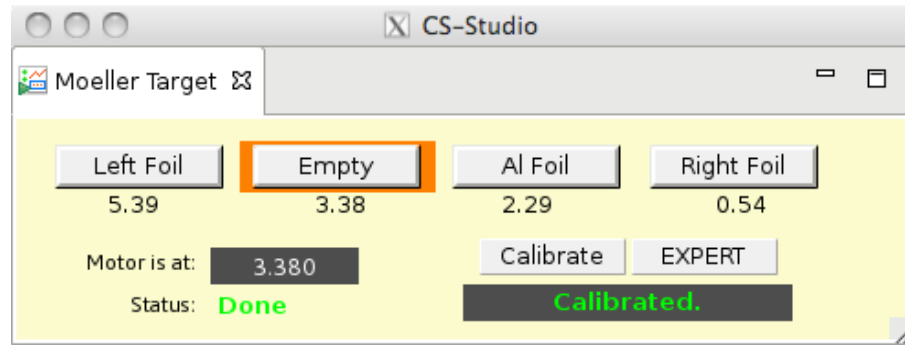 CS-Studio
Moeller Target
Left Foil Empty Al Foil Right Foil
5.39 3.38 2.29 0.54
Motor is at: 3.380 Calibrate EXPERT
Status: Done Calibrated.